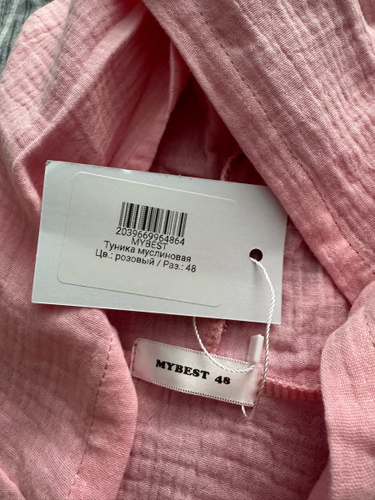 2039669964864
MYBEST
Туника муслиновая
Цв.: розовый / Раз.: 48
MYBEST 48